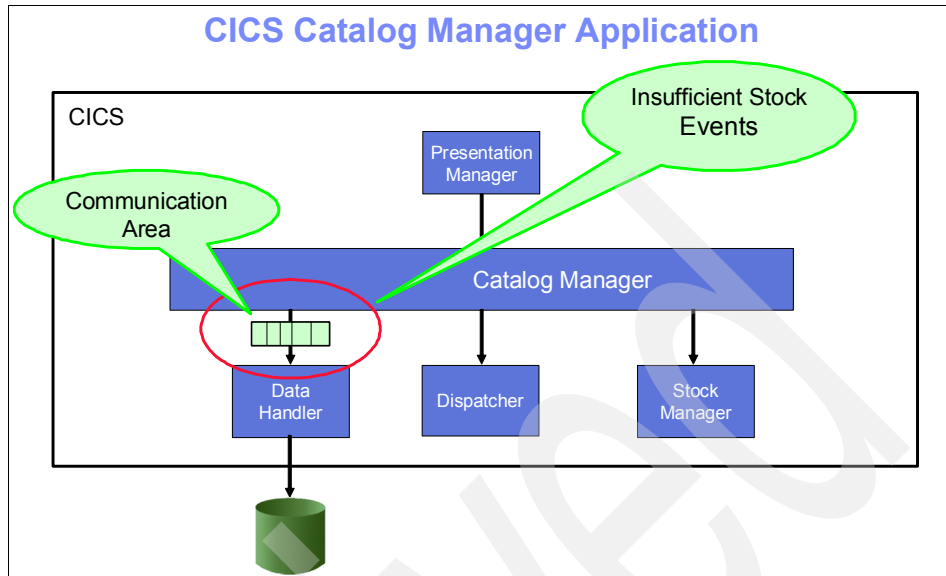 CICS Catalog Manager Application
CICS
Insufficient Stock
Events
Presentation
Manager
Communication
Area
Catalog Manager
Data
Handler
Dispatcher
Stock
Manager